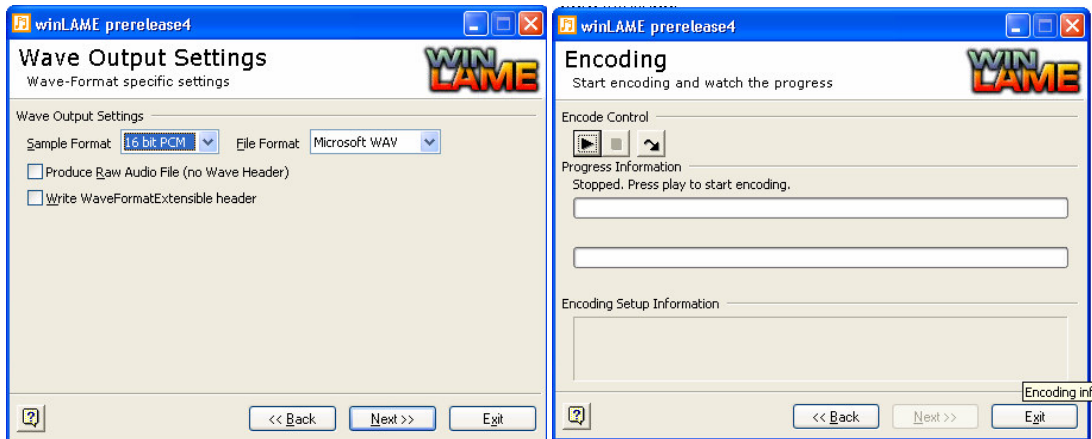 winLAME prerelease4
Wave Output Settings
Wave-Format specific settings
WIN
LAME
Wave Output Settings
Sample Format 16 bit PCM File Format Microsoft WAV
Produce Raw Audio File (no Wave Header)
Write WaveFormatExtensible header
<< Back Next >> Exit
winLAME prerelease4
Encoding
Start encoding and watch the progress
WIN
LAME
Encode Control
Progress Information
Stopped. Press play to start encoding.
Encoding Setup Information
Encoding inf
<< Back Next >> Exit